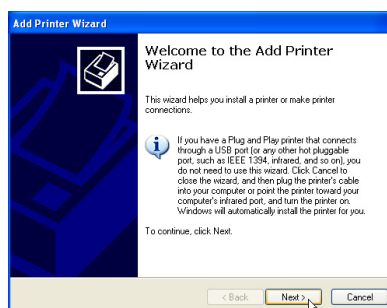 Add Printer Wizard
Welcome to the Add Printer
Wizard
This wizard helps you install a printer or make printer
connections.
If you have a Plug and Play printer that connects
through a USB port (or any other hot pluggable
port, such as IEEE 1394, infrared, and so on), you
do not need to use this wizard. Click Cancel to
close the wizard, and then plug the printer's cable
into your computer or point the printer toward your
computer's infrared port, and turn the printer on.
Windows will automatically install the printer for you.
To continue, click Next.
< Back Next > Cancel